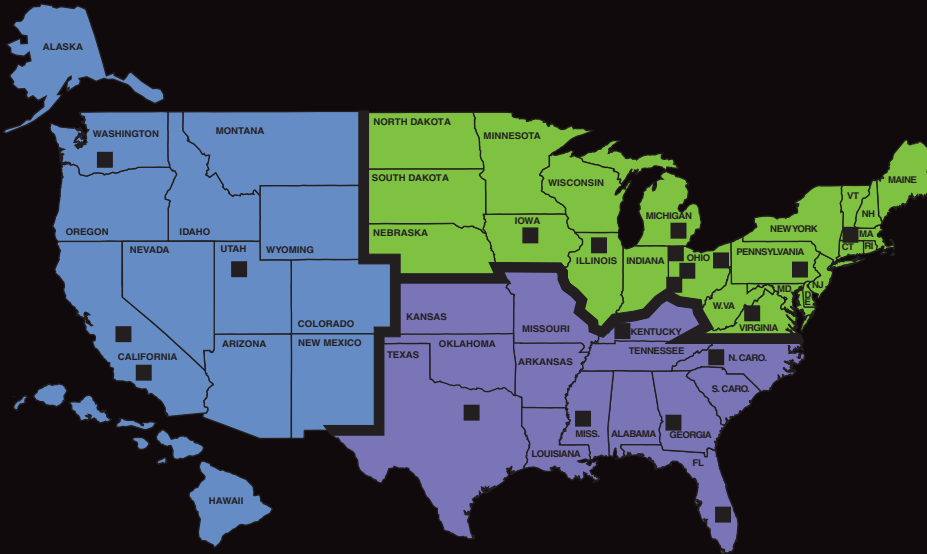 ALASKA
WASHINGTON
MONTANA
NORTH DAKOTA
MINNESOTA
SOUTH DAKOTA
WISCONSIN
MICHIGAN
VT
MAINE
NH
OREGON
IDAHO
WYOMING
NEBRASKA
IOWA
NEW YORK
MA
CT
RI
NEVADA
UTAH
ILLINOIS
INDIANA
OHIO
PENNSYLVANIA
NJ
MD
D
E
W.VA
VIRGINIA
COLORADO
KANSAS
MISSOURI
KENTUCKY
CALIFORNIA
ARIZONA
NEW MEXICO
TEXAS
OKLAHOMA
ARKANSAS
TENNESSEE
N. CARO.
S. CARO.
MISS.
ALABAMA
GEORGIA
LOUISIANA
FL
HAWAII